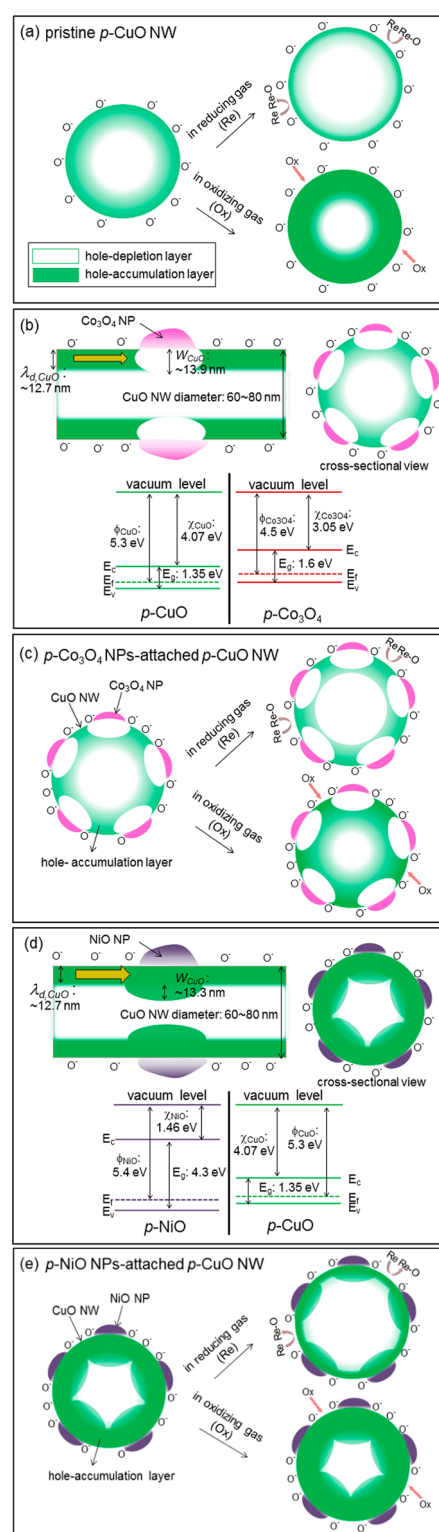 (a) pristine p-CuO NW
O⁻ O⁻ O⁻ O⁻ O⁻ O⁻ O⁻ O⁻ O⁻ O⁻
in reducing gas
(Re)
Re Re-O
O⁻ O⁻ O⁻ O⁻ O⁻ O⁻ O⁻ O⁻
Re Re-O
in oxidizing gas
(Ox)
Ox
O⁻ O⁻ O⁻ O⁻ O⁻ O⁻ O⁻ O⁻ O⁻ O⁻
Ox
hole-depletion layer
hole-accumulation layer
(b)
Co₃O₄ NP
O⁻ O⁻ O⁻ O⁻ O⁻
λd,CuO :
~12.7 nm
WCuO :
~13.9 nm
CuO NW diameter: 60~80 nm
O⁻ O⁻ O⁻ O⁻ O⁻
cross-sectional view
vacuum level
ϕCuO:
5.3 eV
χCuO:
4.07 eV
Ec
Eg: 1.35 eV
Ef
Ev
p-CuO
vacuum level
ϕCo3O4:
4.5 eV
χCo3O4:
3.05 eV
Ec
Eg: 1.6 eV
Ef
Ev
p-Co₃O₄
(c) p-Co₃O₄ NPs-attached p-CuO NW
CuO NW
Co₃O₄ NP
in reducing gas
(Re)
Re Re-O
Re Re-O
in oxidizing gas
(Ox)
Ox
Ox
hole- accumulation layer
(d)
NiO NP
O⁻ O⁻ O⁻ O⁻ O⁻
λd,CuO :
~12.7 nm
WCuO :
~13.3 nm
CuO NW diameter: 60~80 nm
O⁻ O⁻ O⁻ O⁻ O⁻
cross-sectional view
vacuum level
χNiO:
1.46 eV
Ec
ϕNiO:
5.4 eV
Eg: 4.3 eV
Ef
Ev
p-NiO
vacuum level
χCuO:
4.07 eV
ϕCuO:
5.3 eV
Ec
Eg: 1.35 eV
Ef
Ev
p-CuO
(e) p-NiO NPs-attached p-CuO NW
CuO NW
NiO NP
in reducing gas
(Re)
Re Re-O
Re Re-O
in oxidizing gas
(Ox)
Ox
Ox
hole-accumulation layer